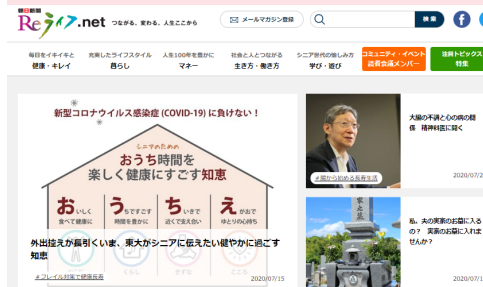 朝日新聞
Reライフ.net つながる、変わる、人生ここから
メールマガジン登録
検索
毎日をイキイキと
健康・キレイ
充実したライフスタイル
暮らし
人生100年を豊かに
マネー
社会と人とつながる
生き方・働き方
シニア世代の愉しみ方
学び・遊び
コミュニティ・イベント
読者会議メンバー
注目トピックス
特集
新型コロナウイルス感染症 (COVID-19) に負けない！
シニアのための
おうち時間を
楽しく健康にすごす知恵
おいしく
食べて健康に
うちですごす
時間を豊かに
ちいきで
近くで支え合い
えがおで
ゆとりの心持ち
外出控えが長引くいま、東大がシニアに伝えたい健やかに過ごす
知恵
くらし
きずな
こころ
#フレイル対策で健康長寿
2020/07/15
#腸から始める長寿生活
大腸の不調と心の病の関
係 精神科医に聞く
2020/07/2
私、夫の実家のお墓に入る
の？ 実家のお墓に入れま
せんか？
2020/07/1